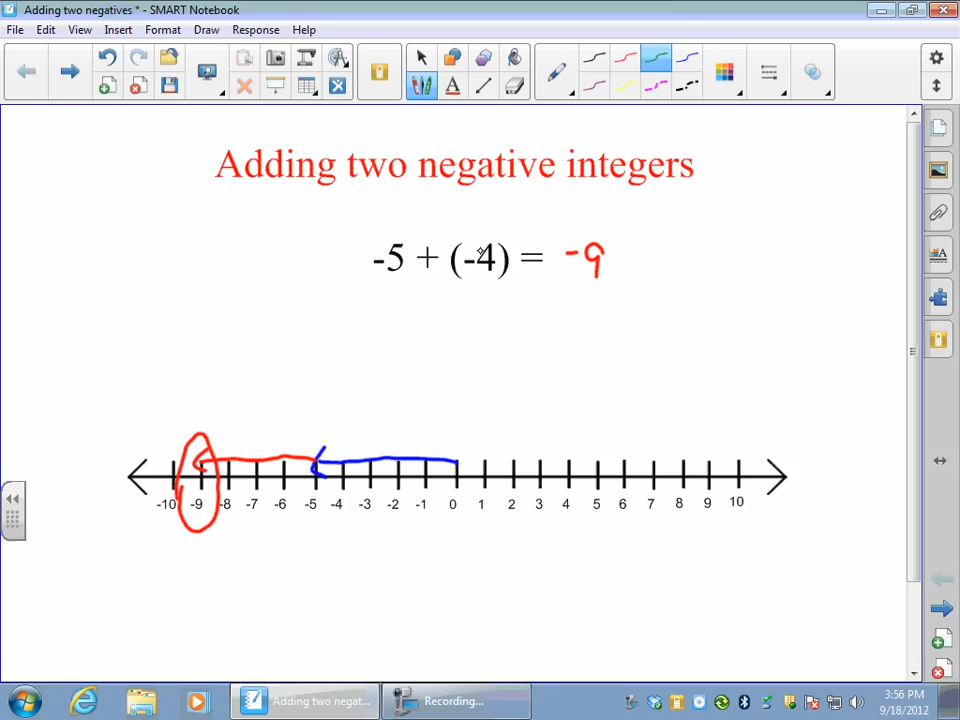 Adding two negatives * - SMART Notebook
File Edit View Insert Format Draw Response Help
Adding two negative integers
-5 + (-4) = -9
-10 -9 -8 -7 -6 -5 -4 -3 -2 -1 0 1 2 3 4 5 6 7 8 9 10
Adding two negat...
Recording...
3:56 PM
9/18/2012